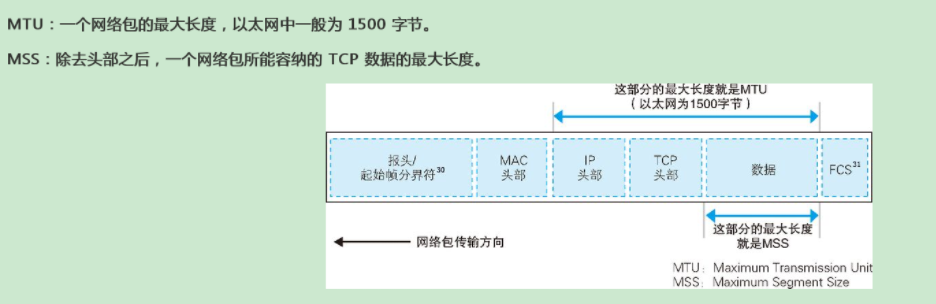 MTU：一个网络包的最大长度，以太网中一般为 1500 字节。
MSS：除去头部之后，一个网络包所能容纳的 TCP 数据的最大长度。
这部分的最大长度就是MTU
（以太网为1500字节）
报头/
起始帧分界符30
MAC
头部
IP
头部
TCP
头部
数据
FCS31
这部分的最大长度
就是MSS
网络包传输方向
MTU：Maximum Transmission Unit
MSS：Maximum Segment Size